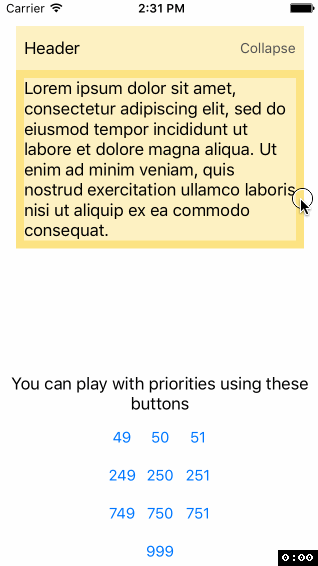 Carrier 2:31 PM
Header Collapse
Lorem ipsum dolor sit amet,
consectetur adipiscing elit, sed do
eiusmod tempor incididunt ut
labore et dolore magna aliqua. Ut
enim ad minim veniam, quis
nostrud exercitation ullamco laboris
nisi ut aliquip ex ea commodo
consequat.
You can play with priorities using these
buttons
49 50 51
249 250 251
749 750 751
999
0:00